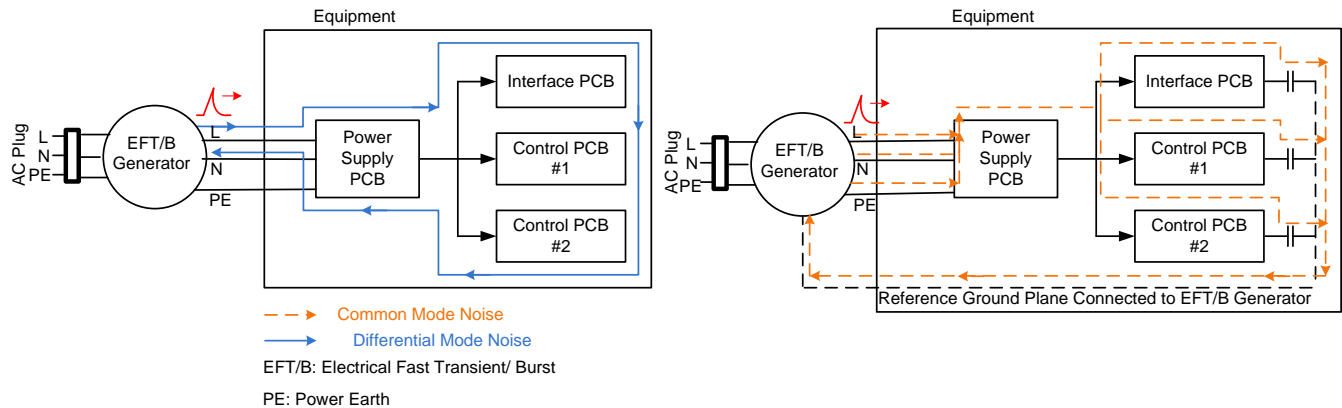 Equipment
AC Plug
L
N
PE
EFT/B
Generator
L
N
PE
Power
Supply
PCB
Interface PCB
Control PCB
#1
Control PCB
#2
Equipment
AC Plug
L
N
PE
EFT/B
Generator
L
N
PE
Power
Supply
PCB
Interface PCB
Control PCB
#1
Control PCB
#2
Reference Ground Plane Connected to EFT/B Generator
Common Mode Noise
Differential Mode Noise
EFT/B: Electrical Fast Transient/ Burst
PE: Power Earth